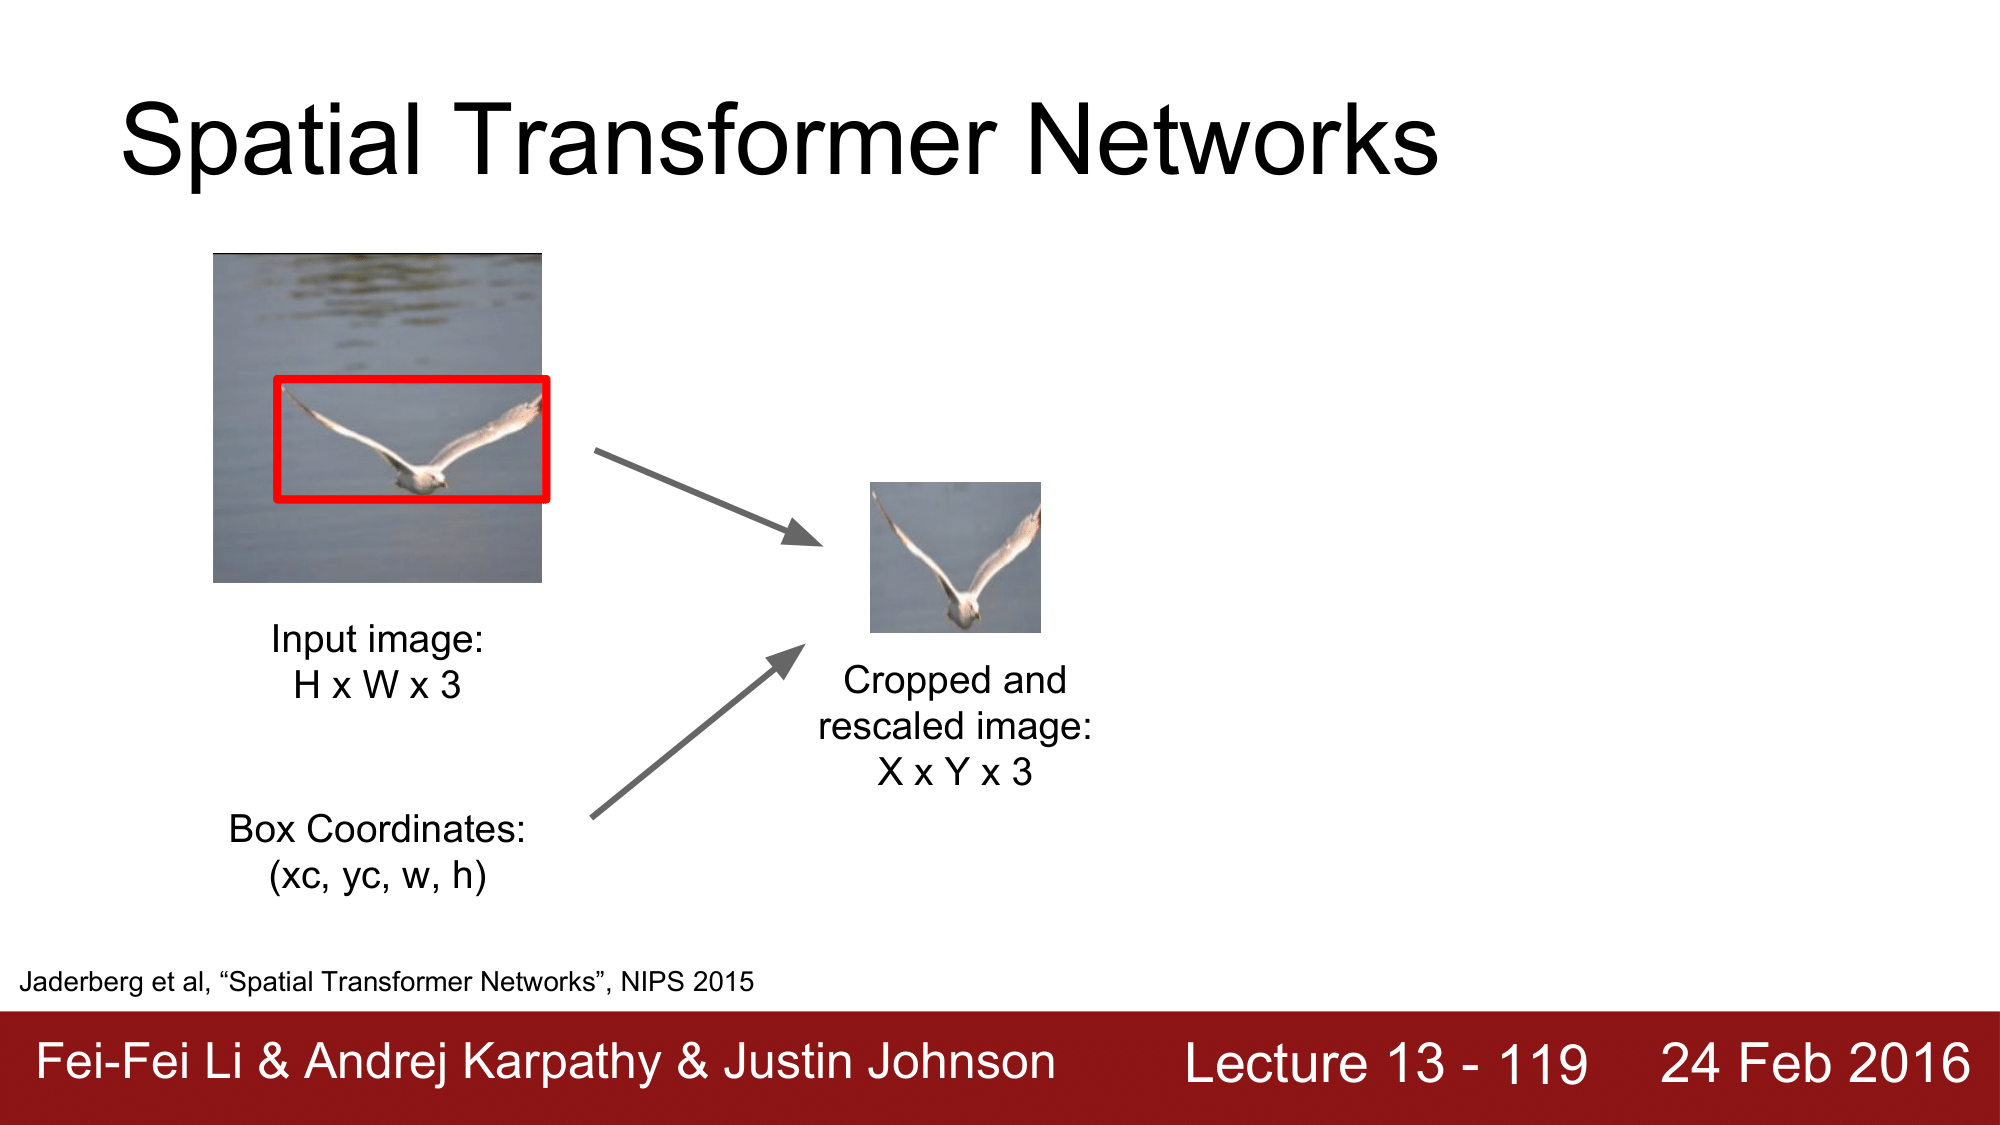 Spatial Transformer Networks
Input image:
H x W x 3
Cropped and
rescaled image:
X x Y x 3
Box Coordinates:
(xc, yc, w, h)
Jaderberg et al, “Spatial Transformer Networks”, NIPS 2015
Fei-Fei Li & Andrej Karpathy & Justin Johnson Lecture 13 - 119 24 Feb 2016